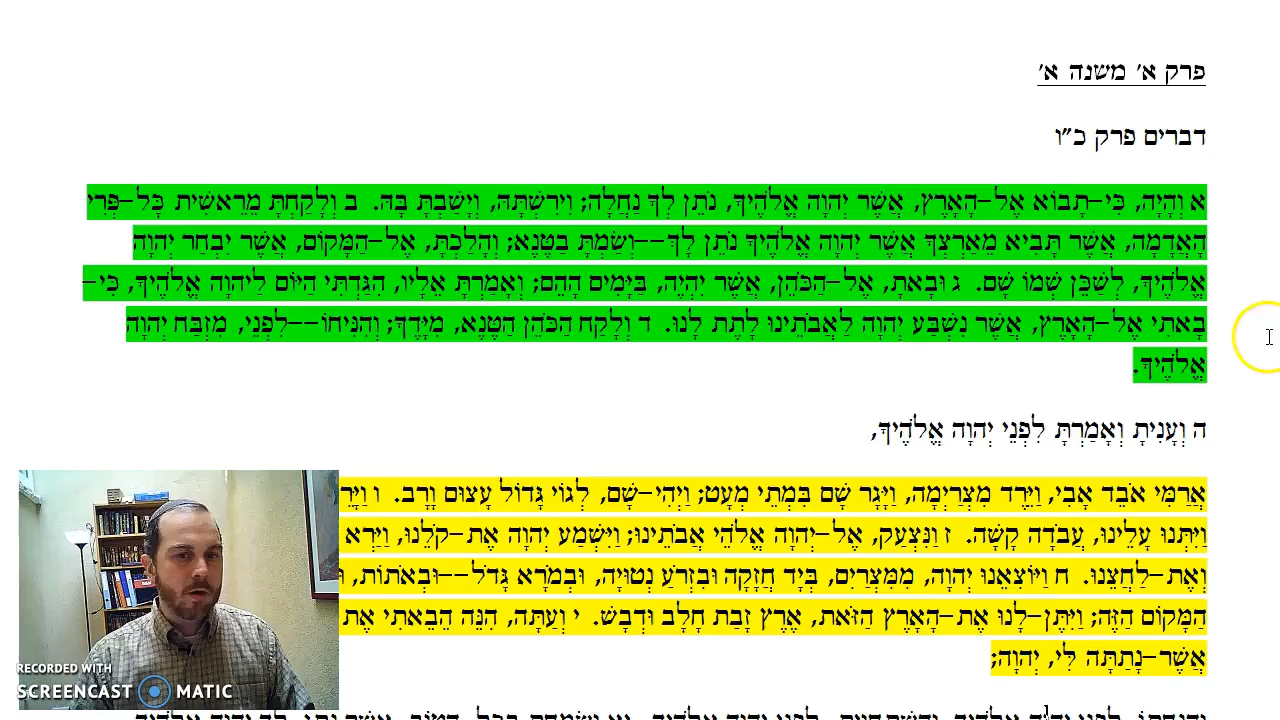 פרק א׳ משנה א׳
דברים פרק כ״ו
א וְהָיָה, כִּי-תָבוֹא אֶל-הָאָרֶץ, אֲשֶׁר יְהוָה אֱלֹהֶיךָ, נֹתֵן לְךָ נַחֲלָה; וִירִשְׁתָּהּ, וְיָשַׁבְתָּ בָּהּ. ב וְלָקַחְתָּ מֵרֵאשִׁית כָּל-פְּרִי
הָאֲדָמָה, אֲשֶׁר תָּבִיא מֵאַרְצְךָ אֲשֶׁר יְהוָה אֱלֹהֶיךָ נֹתֵן לָךְ--וְשַׂמְתָּ בַטֶּנֶא; וְהָלַכְתָּ, אֶל-הַמָּקוֹם, אֲשֶׁר יִבְחַר יְהוָה
אֱלֹהֶיךָ, לְשַׁכֵּן שְׁמוֹ שָׁם. ג וּבָאתָ, אֶל-הַכֹּהֵן, אֲשֶׁר יִהְיֶה, בַּיָּמִים הָהֵם; וְאָמַרְתָּ אֵלָיו, הִגַּדְתִּי הַיּוֹם לַיהוָה אֱלֹהֶיךָ, כִּי-
בָאתִי אֶל-הָאָרֶץ, אֲשֶׁר נִשְׁבַּע יְהוָה לַאֲבֹתֵינוּ לָתֶת לָנוּ. ד וְלָקַח הַכֹּהֵן הַטֶּנֶא, מִיָּדֶךָ; וְהִנִּיחוֹ--לִפְנֵי, מִזְבַּח יְהוָה
אֱלֹהֶיךָ.
ה וְעָנִיתָ וְאָמַרְתָּ לִפְנֵי יְהוָה אֱלֹהֶיךָ,
אֲרַמִּי אֹבֵד אָבִי, וַיֵּרֶד מִצְרַיְמָה, וַיָּגָר שָׁם בִּמְתֵי מְעָט; וַיְהִי-שָׁם, לְגוֹי גָּדוֹל עָצוּם וָרָב. ו
וַיִּתְּנוּ עָלֵינוּ, עֲבֹדָה קָשָׁה. ז וַנִּצְעַק, אֶל-יְהוָה אֱלֹהֵי אֲבֹתֵינוּ; וַיִּשְׁמַע יְהוָה אֶת-קֹלֵנוּ, וַיַּרְא
וְאֶת-לַחֲצֵנוּ. ח וַיּוֹצִאֵנוּ יְהוָה, מִמִּצְרַיִם, בְּיָד חֲזָקָה וּבִזְרֹעַ נְטוּיָה, וּבְמֹרָא גָּדֹל--וּבְאֹתוֹת,
הַמָּקוֹם הַזֶּה; וַיִּתֶּן-לָנוּ אֶת-הָאָרֶץ הַזֹּאת, אֶרֶץ זָבַת חָלָב וּדְבָשׁ. י וְעַתָּה, הִנֵּה הֵבֵאתִי אֶת
אֲשֶׁר-נָתַתָּה לִּי, יְהוָה;
RECORDED WITH
SCREENCAST MATIC